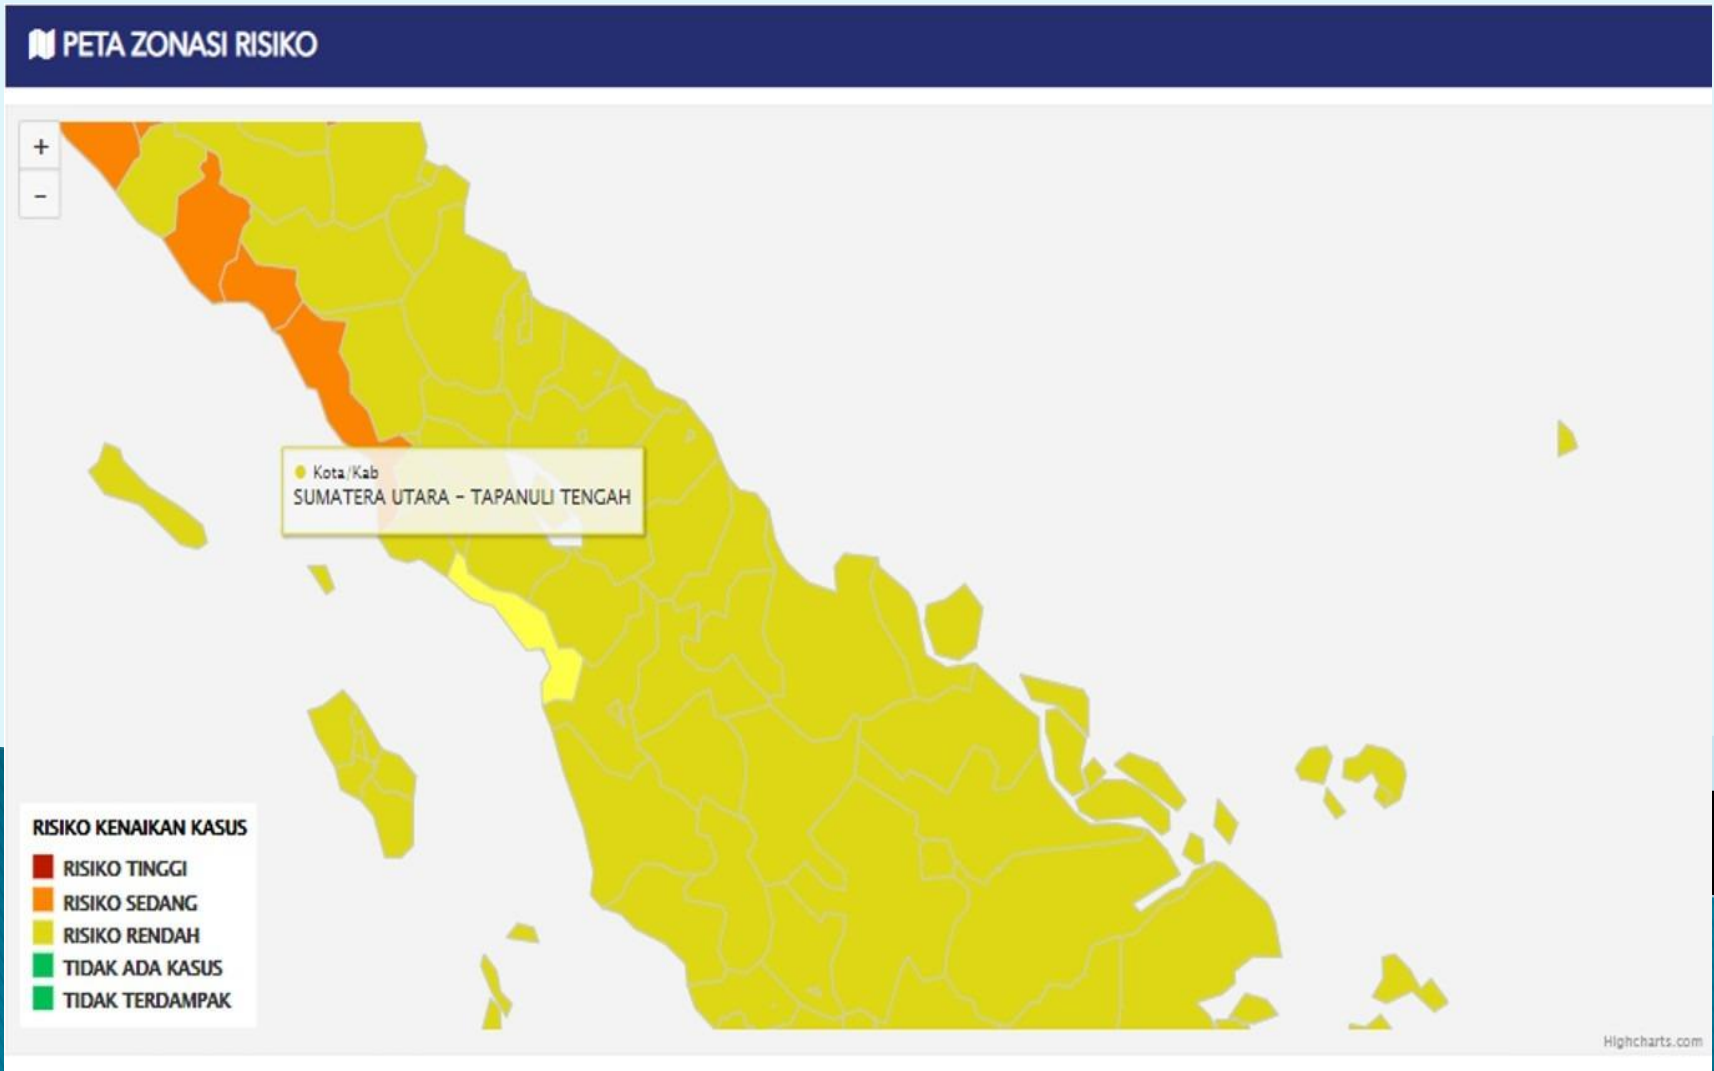 PETA ZONASI RISIKO
+
−
Kota/Kab
SUMATERA UTARA - TAPANULI TENGAH
RISIKO KENAIKAN KASUS
RISIKO TINGGI
RISIKO SEDANG
RISIKO RENDAH
TIDAK ADA KASUS
TIDAK TERDAMPAK
Highcharts.com